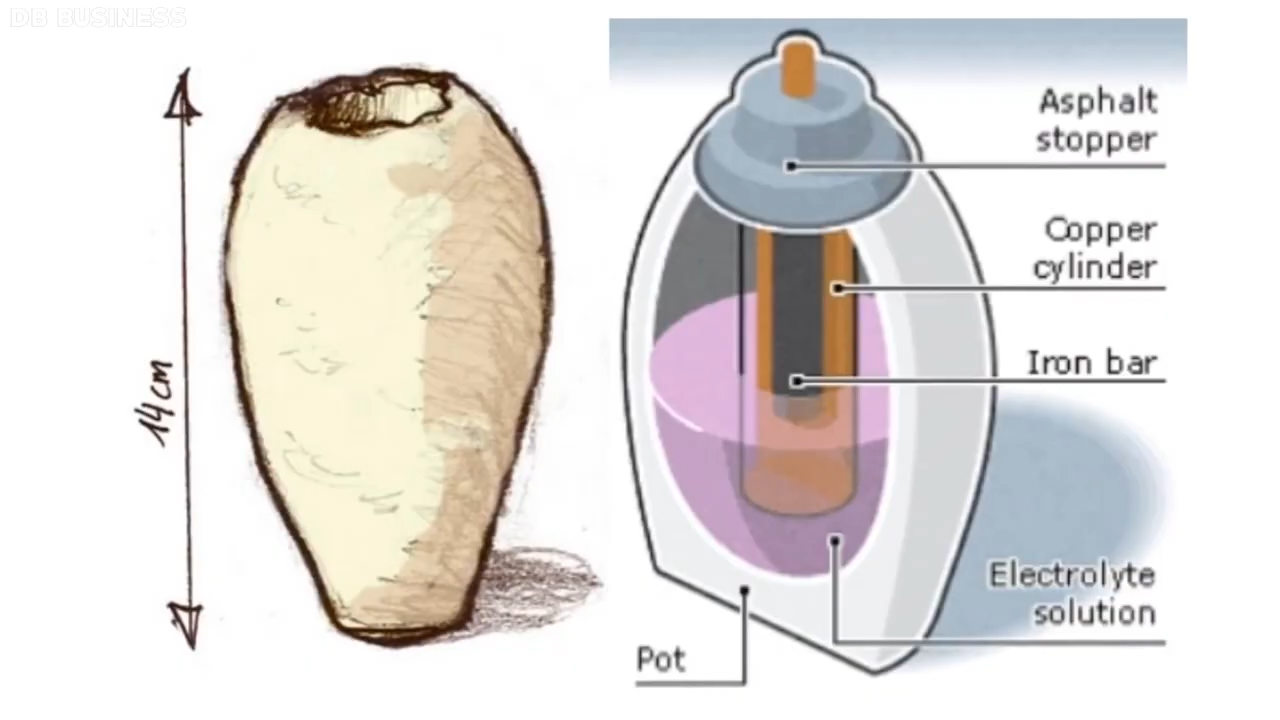 DB BUSINESS
14cm
Asphalt
stopper
Copper
cylinder
Iron bar
Electrolyte
solution
Pot